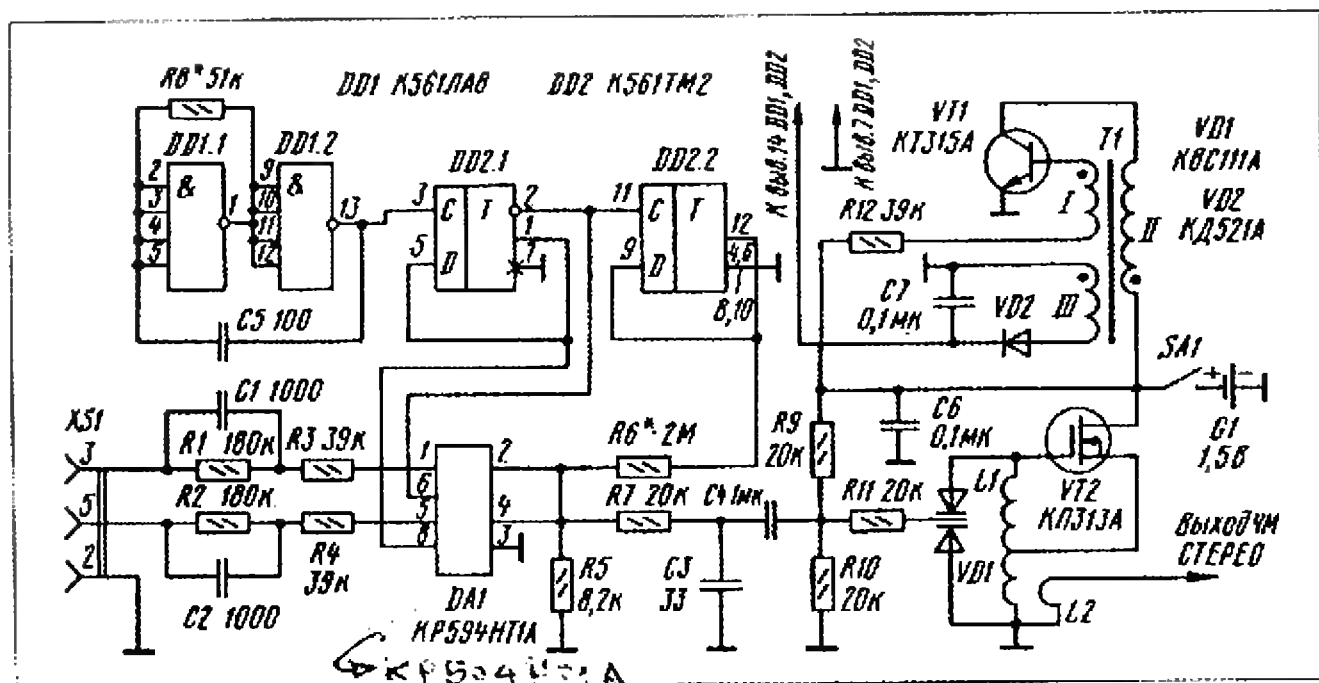 R8* 51к
DD1 К561ЛА8
DD2 К561ТМ2
К выв.14 DD1, DD2
К выв.7 DD1, DD2
VT1
КТ315А
Т1
VD1
КВС111А
VD2
КД521А
DD1.1
DD1.2
DD2.1
DD2.2
2
3
4
5
&
1
9
10
11
12
&
13
3
C
T
2
5
D
1
11
C
T
12
9
D
4,6
8,10
R12 39к
I
II
III
C7
0,1мк
VD2
C5 100
SA1
+
-
G1
1,5В
C1 1000
XS1
3
R1 180к
R3 39к
1
2
R6* 2М
R9
20к
C6
0,1мк
5
R2 180к
6
5
8
4
3
R7 20к
C4 1мк
R11 20к
L1
VT2
КП313А
2
R4
39к
R5
8,2к
C3
33
R10
20к
VD1
L2
Выход ЧМ
СТЕРЕО
C2 1000
DA1
КР594НТ1А